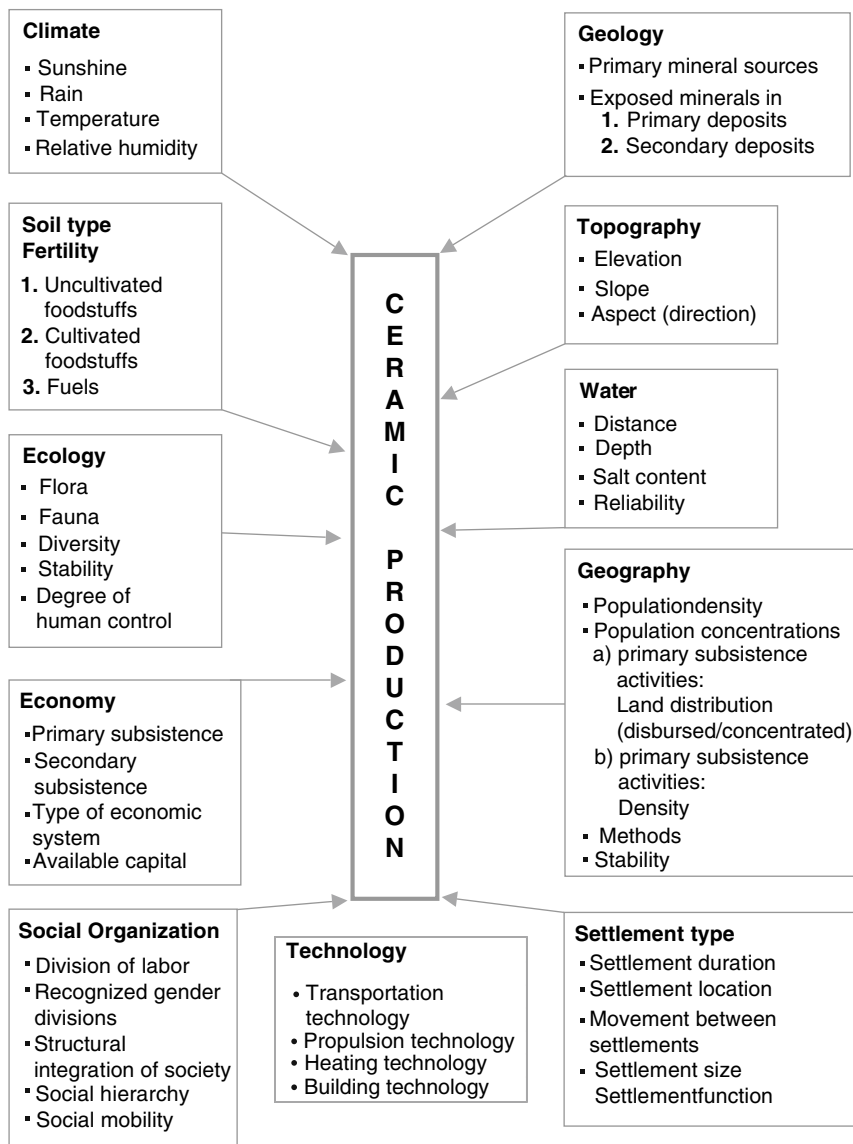 Climate
▪ Sunshine
▪ Rain
▪ Temperature
▪ Relative humidity
Soil type
Fertility
1. Uncultivated
foodstuffs
2. Cultivated
foodstuffs
3. Fuels
Ecology
▪ Flora
▪ Fauna
▪ Diversity
▪ Stability
▪ Degree of
human control
Economy
▪Primary subsistence
▪Secondary
subsistence
▪Type of economic
system
▪Available capital
Social Organization
▪Division of labor
▪Recognized gender
divisions
▪Structural
integration of society
▪Social hierarchy
▪Social mobility
CERAMIC PRODUCTION
Technology
• Transportation
technology
• Propulsion technology
• Heating technology
• Building technology
Geology
▪Primary mineral sources
▪Exposed minerals in
1. Primary deposits
2. Secondary deposits
Topography
▪ Elevation
▪ Slope
▪ Aspect (direction)
Water
▪ Distance
▪ Depth
▪ Salt content
▪ Reliability
Geography
▪Populationdensity
▪Population concentrations
a) primary subsistence
activities:
Land distribution
(disbursed/concentrated)
b) primary subsistence
activities:
Density
▪ Methods
▪ Stability
Settlement type
▪Settlement duration
▪Settlement location
▪Movement between
settlements
▪ Settlement size
Settlementfunction